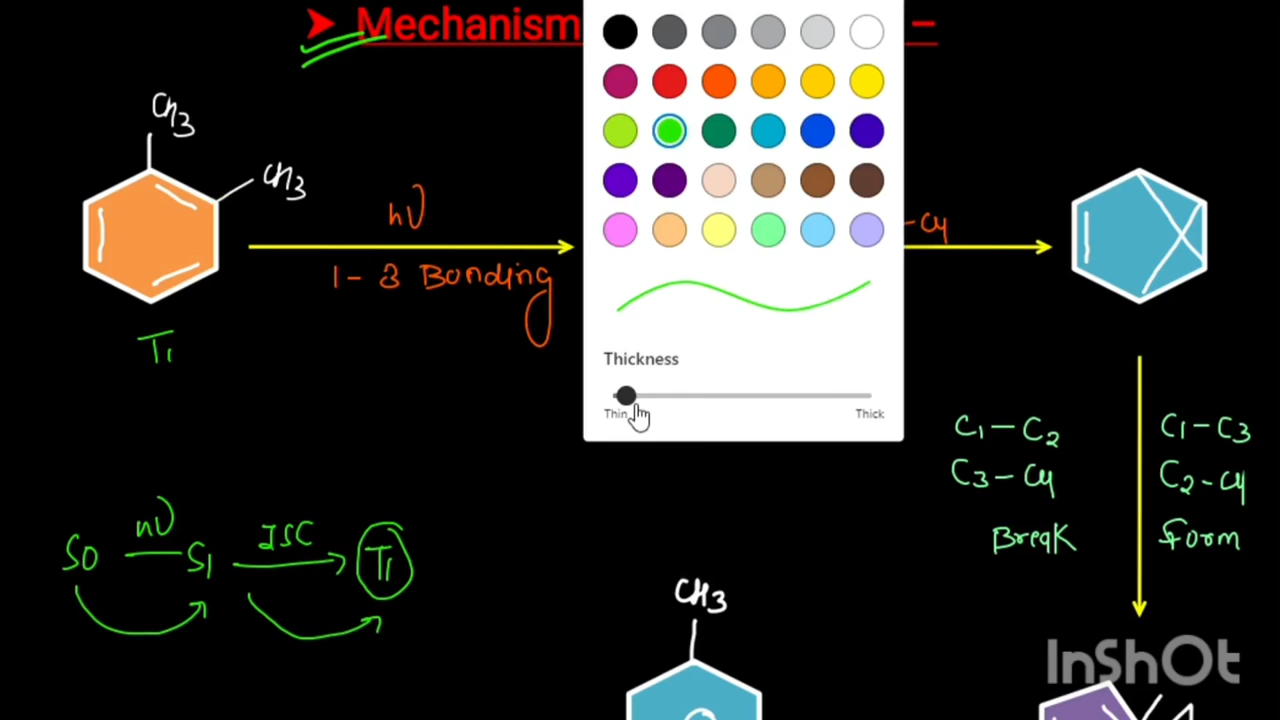 ➤ Mechanism –
CH3
CH3
hν
1 - 3 Bonding
- C4
T1
Thickness
Thin
Thick
C1 - C2
C3 - C4
Break
C1 - C3
C2 - C4
Form
S0 hν S1 ISC T1
CH3
InShOt